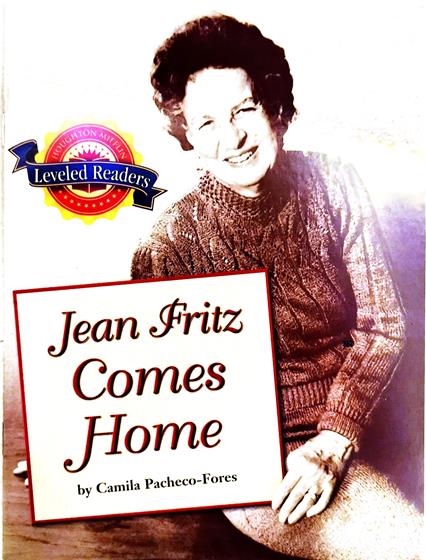 HOUGHTON MIFFLIN
Leveled Readers
Jean Fritz
Comes
Home
by Camila Pacheco-Fores